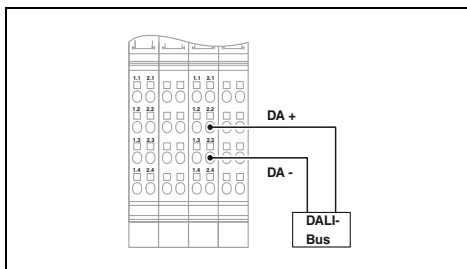 1.1 2.1 1.1 2.1
1.2 2.2 1.2 2.2
DA +
1.3 2.3 1.3 2.3
DA -
1.4 2.4 1.4 2.4
DALI-
Bus